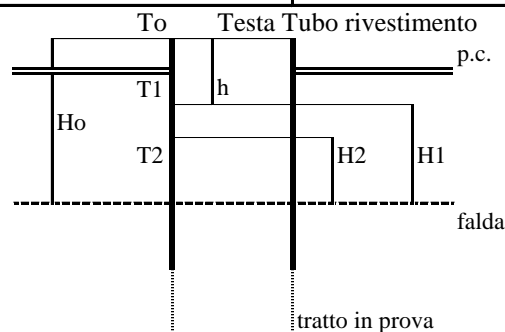 To Testa Tubo rivestimento
p.c.
T1 h
Ho
T2 H2 H1
falda
tratto in prova